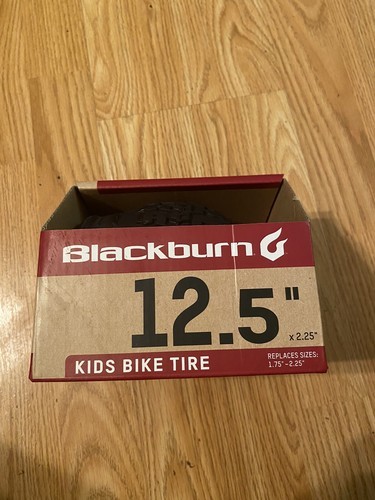 Blackburn
12.5"
x 2.25"
KIDS BIKE TIRE
REPLACES SIZES:
1.75"-2.25"